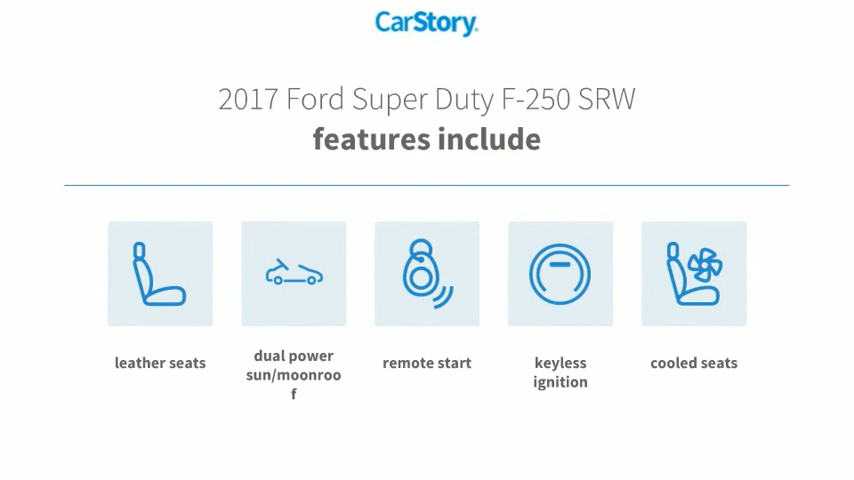 CarStory.
2017 Ford Super Duty F-250 SRW
features include
leather seats
dual power
sun/moonroo
f
remote start
keyless
ignition
cooled seats